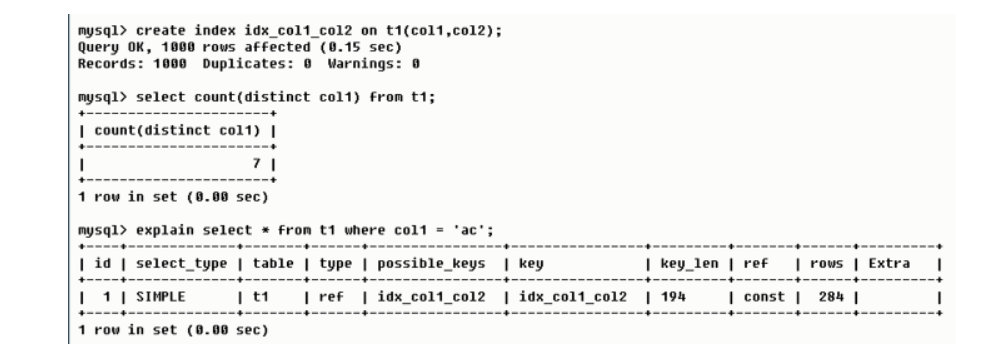 mysql> create index idx_col1_col2 on t1(col1,col2);
Query OK, 1000 rows affected (0.15 sec)
Records: 1000  Duplicates: 0  Warnings: 0
mysql> select count(distinct col1) from t1;
+----------------------+
| count(distinct col1) |
+----------------------+
|                    7 |
+----------------------+
1 row in set (0.00 sec)
mysql> explain select * from t1 where col1 = 'ac';
+----+-------------+-------+------+---------------+---------------+---------+-------+------+-------+
| id | select_type | table | type | possible_keys | key           | key_len | ref   | rows | Extra |
+----+-------------+-------+------+---------------+---------------+---------+-------+------+-------+
|  1 | SIMPLE      | t1    | ref  | idx_col1_col2 | idx_col1_col2 | 194     | const |  284 |       |
+----+-------------+-------+------+---------------+---------------+---------+-------+------+-------+
1 row in set (0.00 sec)